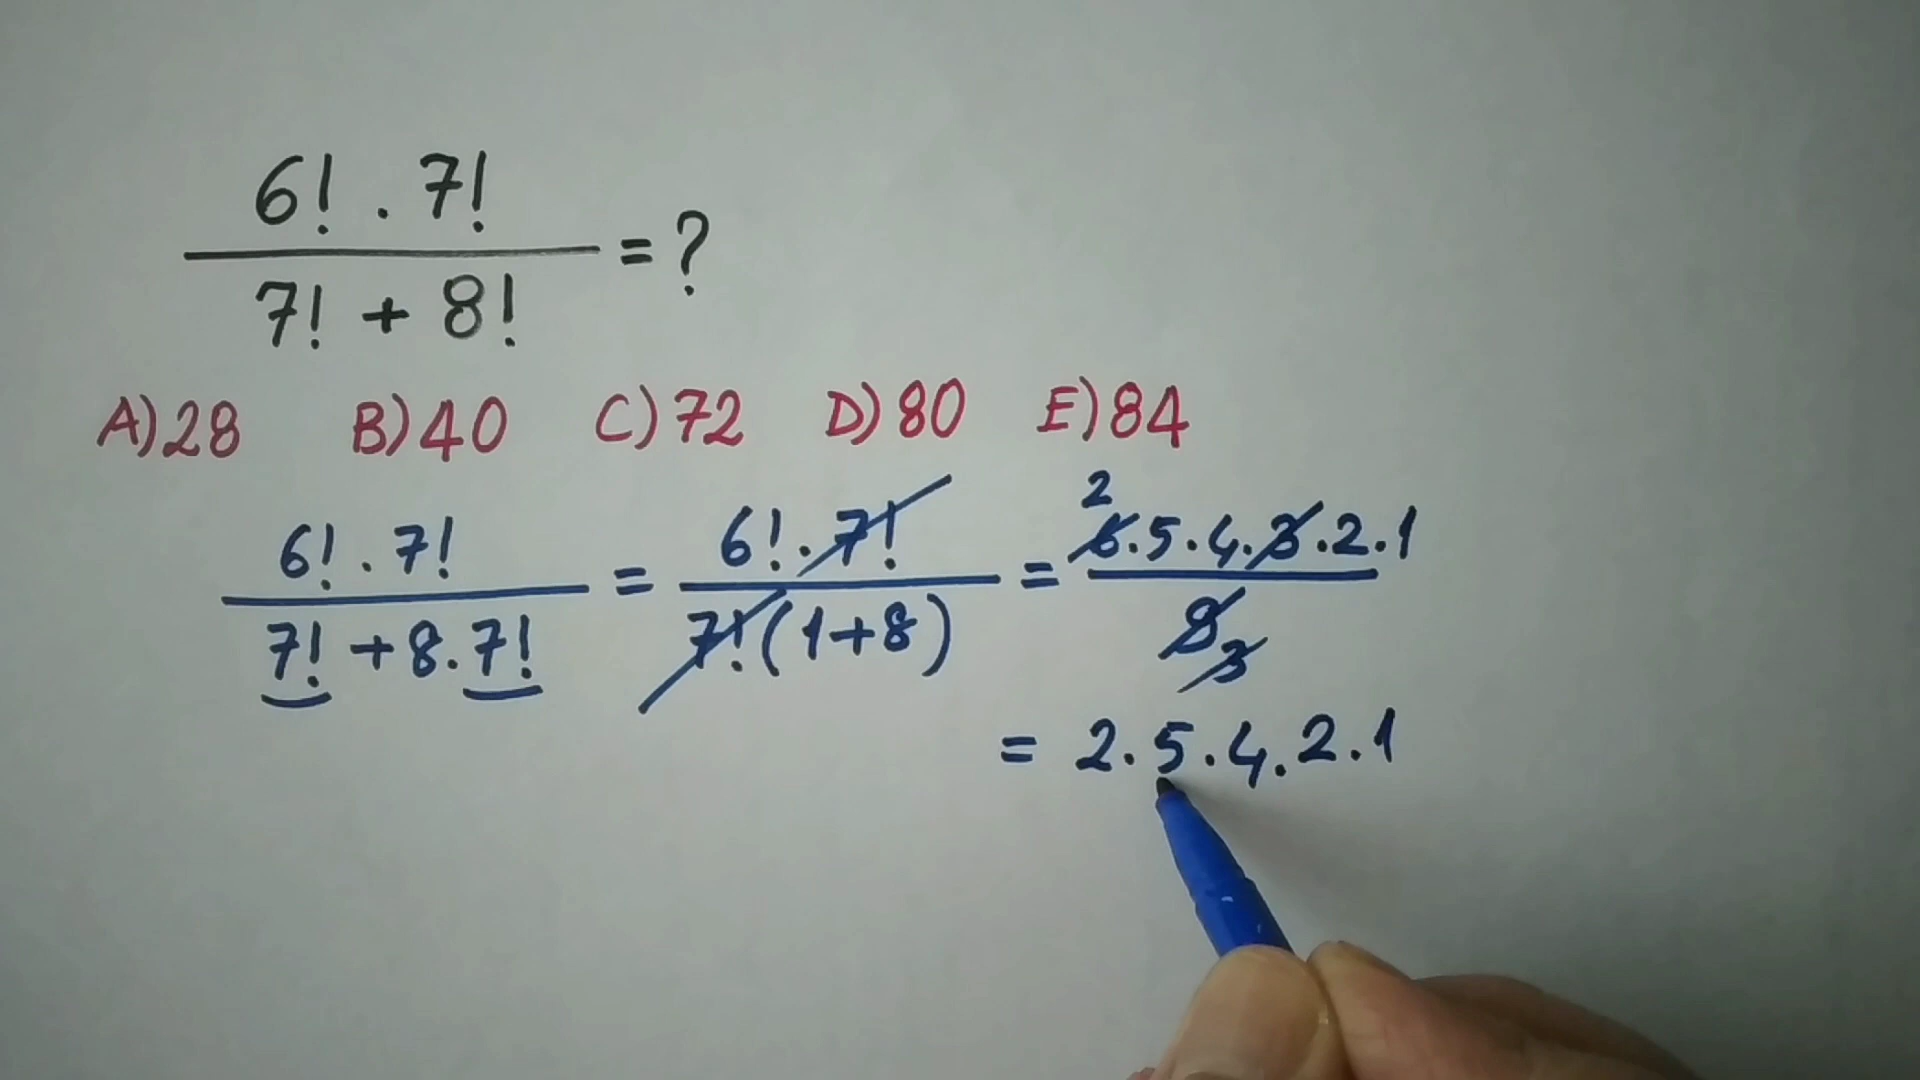 6! . 7!
7! + 8!
= ?
A) 28 B) 40 C) 72 D) 80 E) 84
6! . 7!
7! + 8 . 7!
=
6! . 7!
7! (1+8)
=
2
6 . 5 . 4 . 3 . 2 . 1
9
3
= 2 . 5 . 4 . 2 . 1